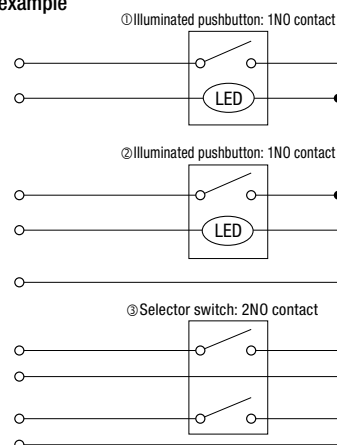 example
①Illuminated pushbutton: 1NO contact
LED
②Illuminated pushbutton: 1NO contact
LED
③Selector switch: 2NO contact